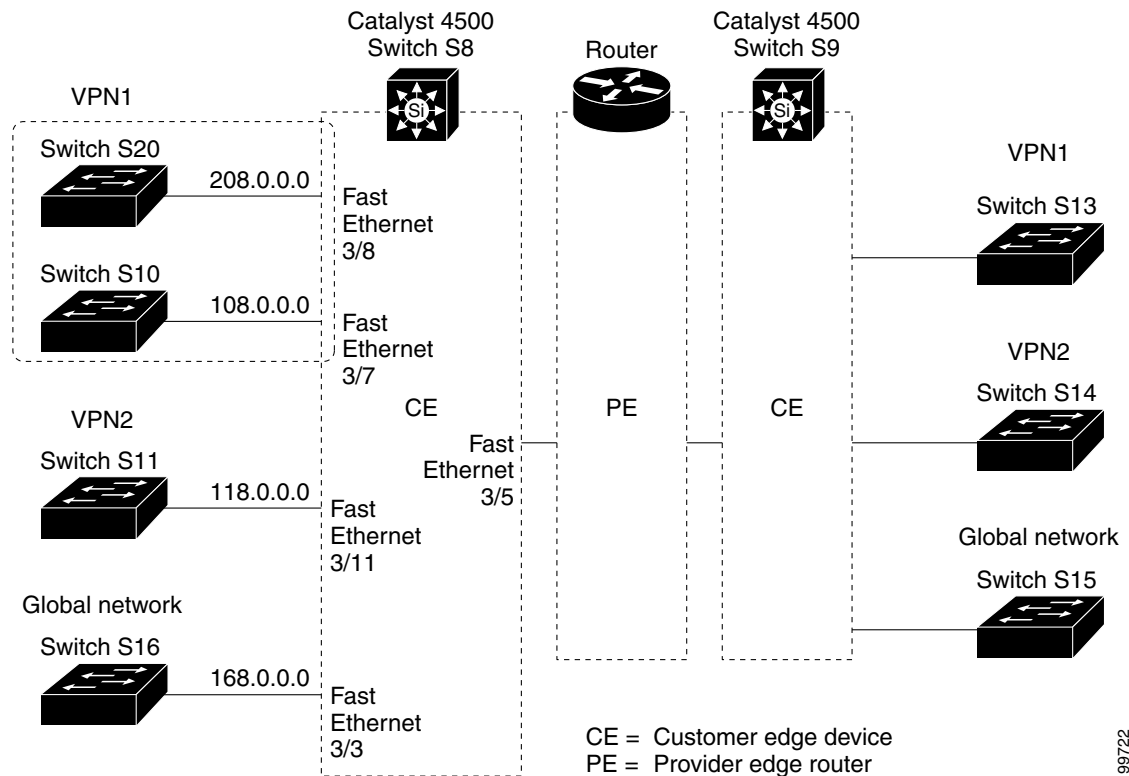 Catalyst 4500
Switch S8
Router
Catalyst 4500
Switch S9
Si
Si
VPN1
Switch S20
208.0.0.0
Fast
Ethernet
3/8
Switch S10
108.0.0.0
Fast
Ethernet
3/7
VPN2
Switch S11
118.0.0.0
Fast
Ethernet
3/11
Global network
Switch S16
168.0.0.0
Fast
Ethernet
3/3
CE
Fast
Ethernet
3/5
PE
CE
VPN1
Switch S13
VPN2
Switch S14
Global network
Switch S15
CE = Customer edge device
PE = Provider edge router
99722